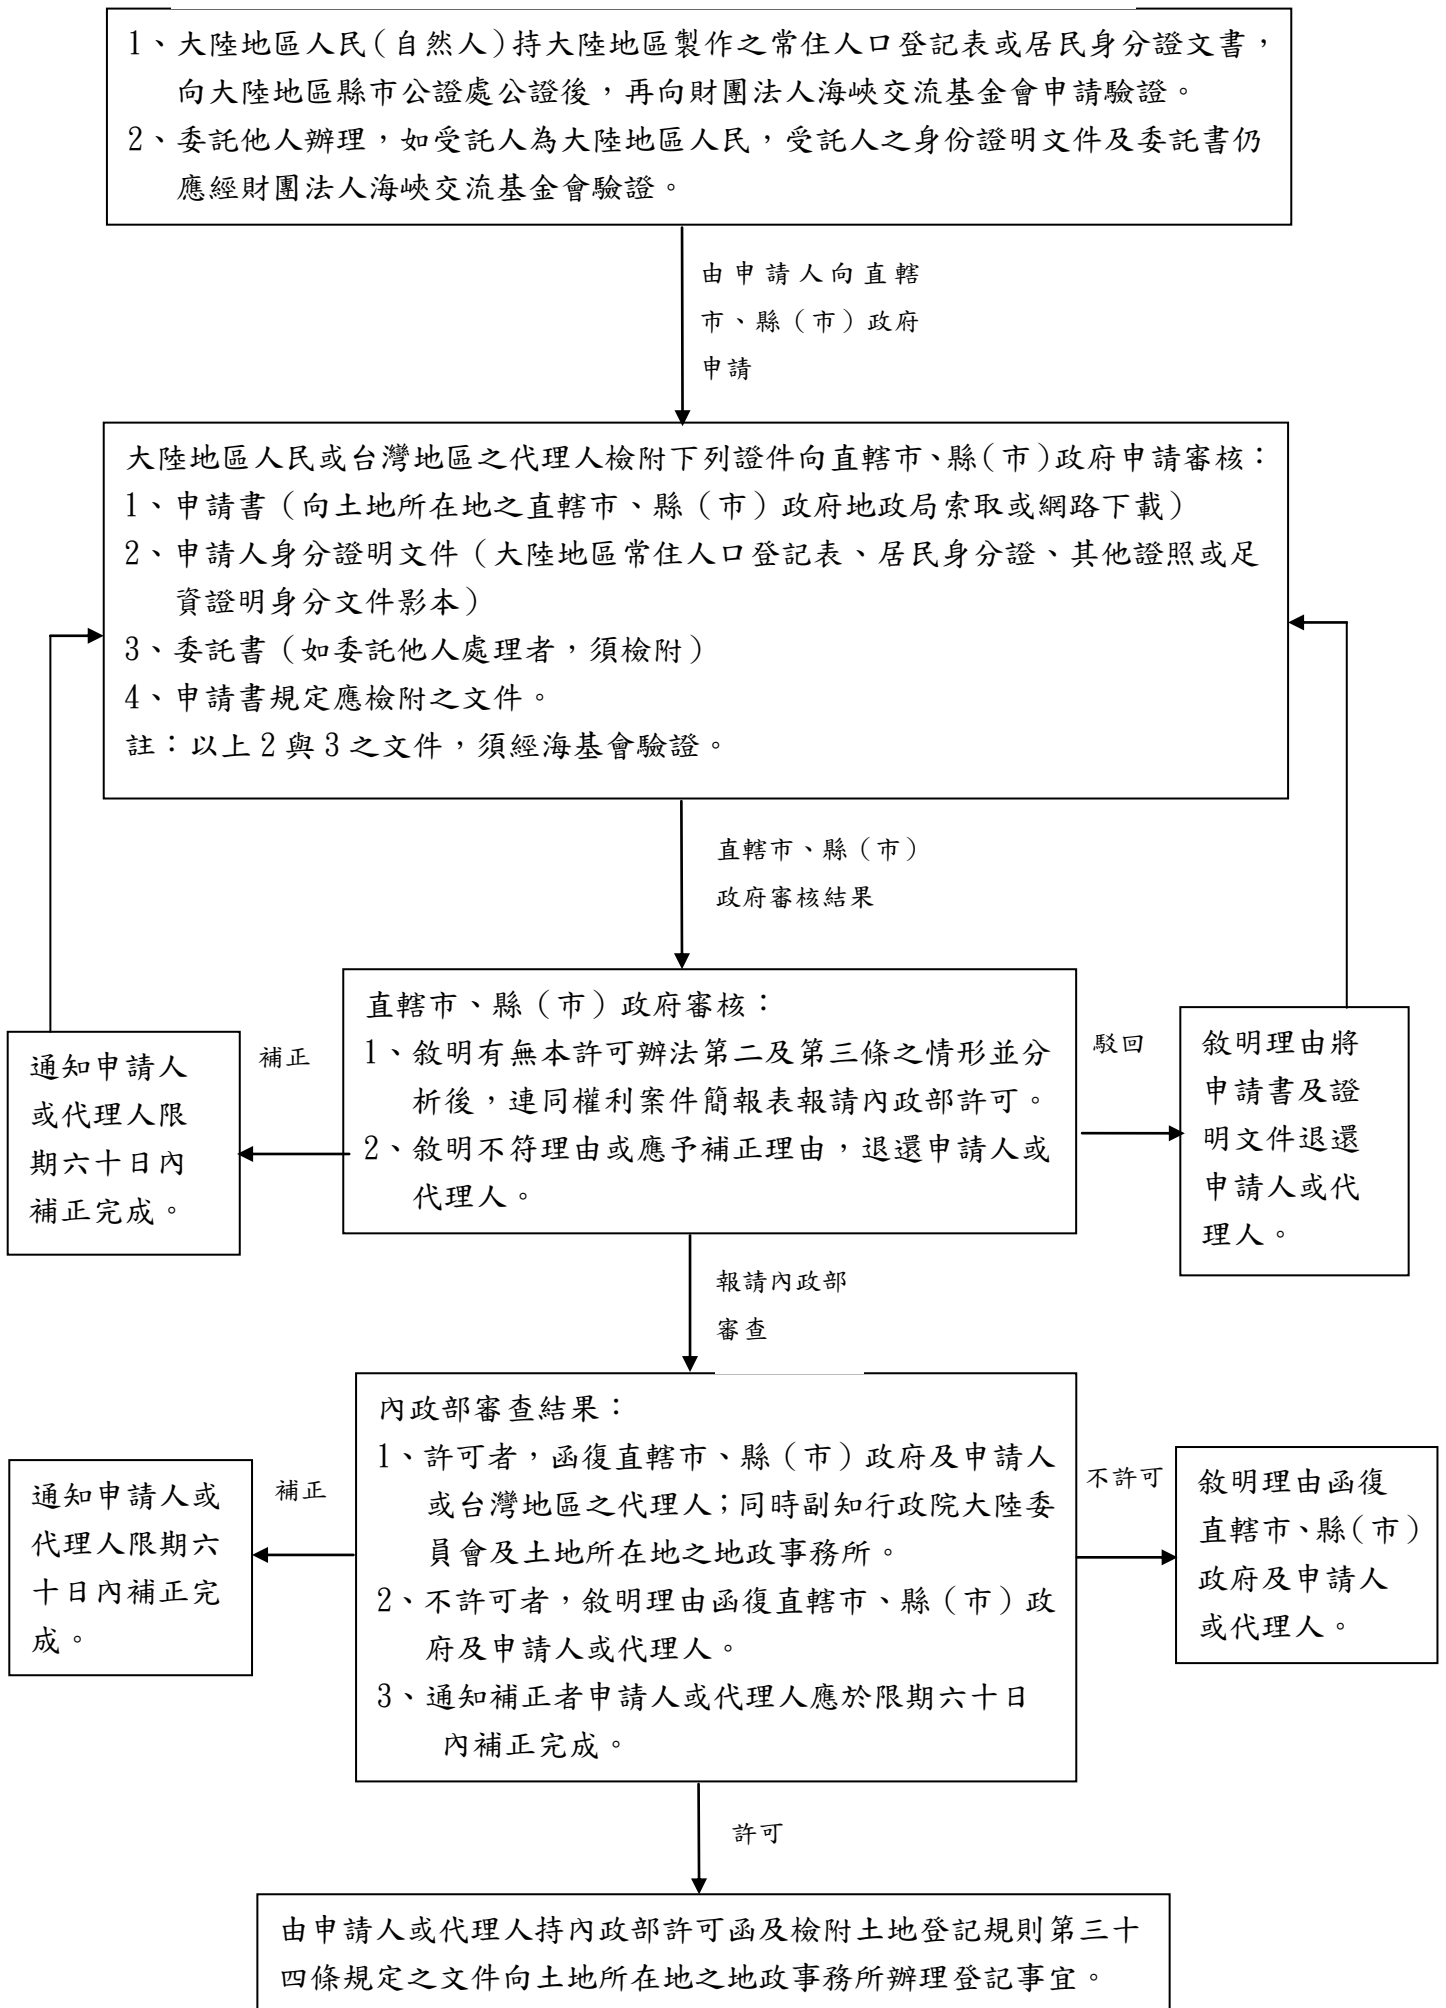 1、大陸地區人民(自然人)持大陸地區製作之常住人口登記表或居民身分證文書，
向大陸地區縣市公證處公證後，再向財團法人海峽交流基金會申請驗證。
2、委託他人辦理，如受託人為大陸地區人民，受託人之身份證明文件及委託書仍
應經財團法人海峽交流基金會驗證。
由申請人向直轄
市、縣（市）政府
申請
大陸地區人民或台灣地區之代理人檢附下列證件向直轄市、縣(市)政府申請審核：
1、申請書（向土地所在地之直轄市、縣（市）政府地政局索取或網路下載）
2、申請人身分證明文件（大陸地區常住人口登記表、居民身分證、其他證照或足
資證明身分文件影本）
3、委託書（如委託他人處理者，須檢附）
4、申請書規定應檢附之文件。
註：以上2與3之文件，須經海基會驗證。
直轄市、縣（市）
政府審核結果
直轄市、縣（市）政府審核：
1、敘明有無本許可辦法第二及第三條之情形並分
析後，連同權利案件簡報表報請內政部許可。
2、敘明不符理由或應予補正理由，退還申請人或
代理人。
補正
通知申請人
或代理人限
期六十日內
補正完成。
駁回
敘明理由將
申請書及證
明文件退還
申請人或代
理人。
報請內政部
審查
內政部審查結果：
1、許可者，函復直轄市、縣（市）政府及申請人
或台灣地區之代理人；同時副知行政院大陸委
員會及土地所在地之地政事務所。
2、不許可者，敘明理由函復直轄市、縣（市）政
府及申請人或代理人。
3、通知補正者申請人或代理人應於限期六十日
內補正完成。
補正
通知申請人或
代理人限期六
十日內補正完
成。
不許可
敘明理由函復
直轄市、縣(市)
政府及申請人
或代理人。
許可
由申請人或代理人持內政部許可函及檢附土地登記規則第三十
四條規定之文件向土地所在地之地政事務所辦理登記事宜。